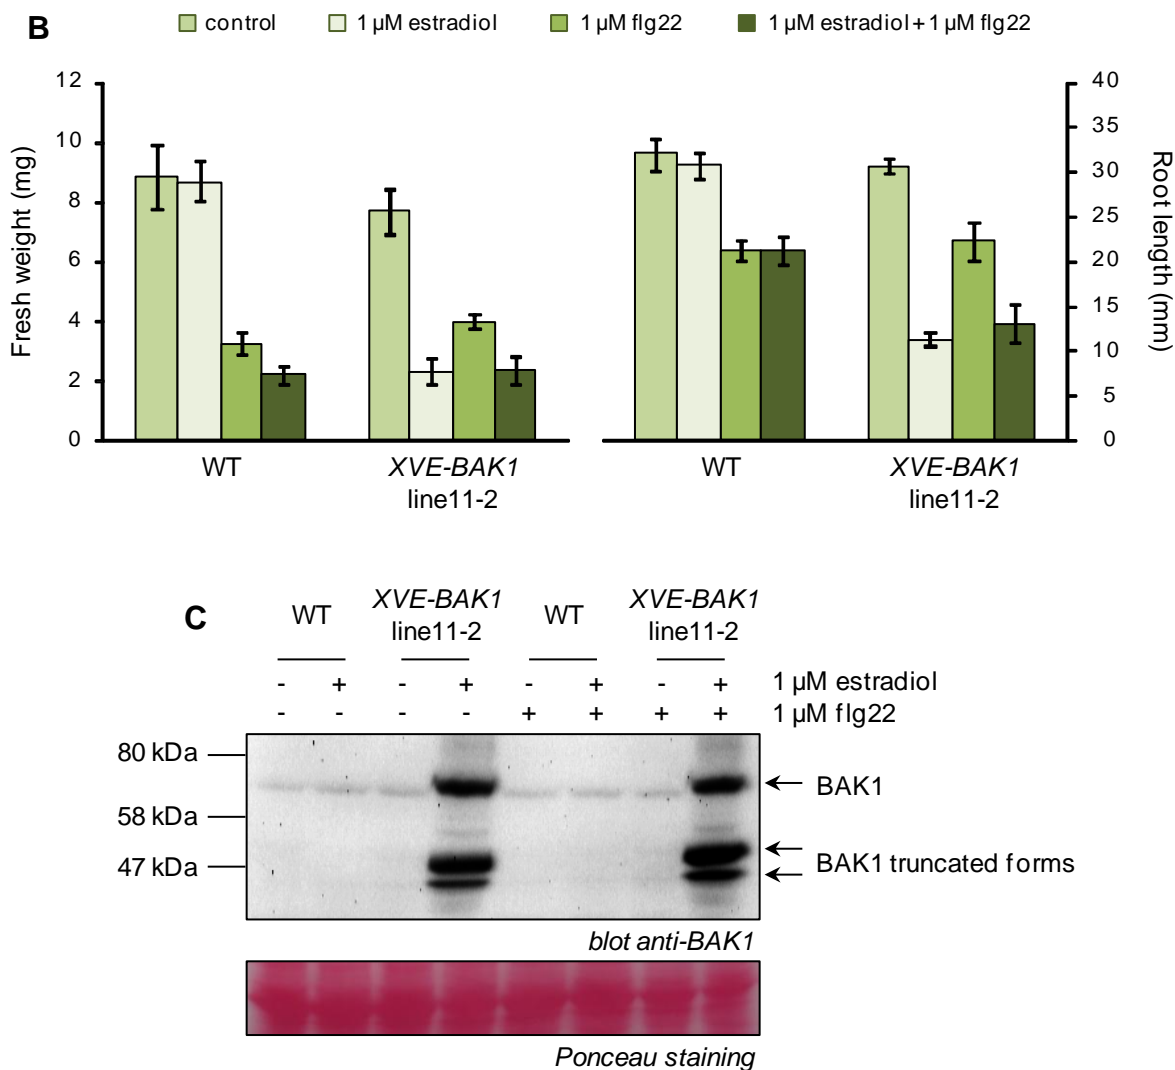 B
control 1 µM estradiol 1 µM flg22 1 µM estradiol + 1 µM flg22
12 10 8 6 4 2 0
Fresh weight (mg)
40 35 30 25 20 15 10 5 0
Root length (mm)
WT XVE-BAK1 WT XVE-BAK1
line11-2 line11-2
C
WT XVE-BAK1 WT XVE-BAK1
line11-2 line11-2
- + - + - + - + 1 µM estradiol
- - - - + + + + 1 µM flg22
80 kDa
BAK1
58 kDa
47 kDa
BAK1 truncated forms
blot anti-BAK1
Ponceau staining